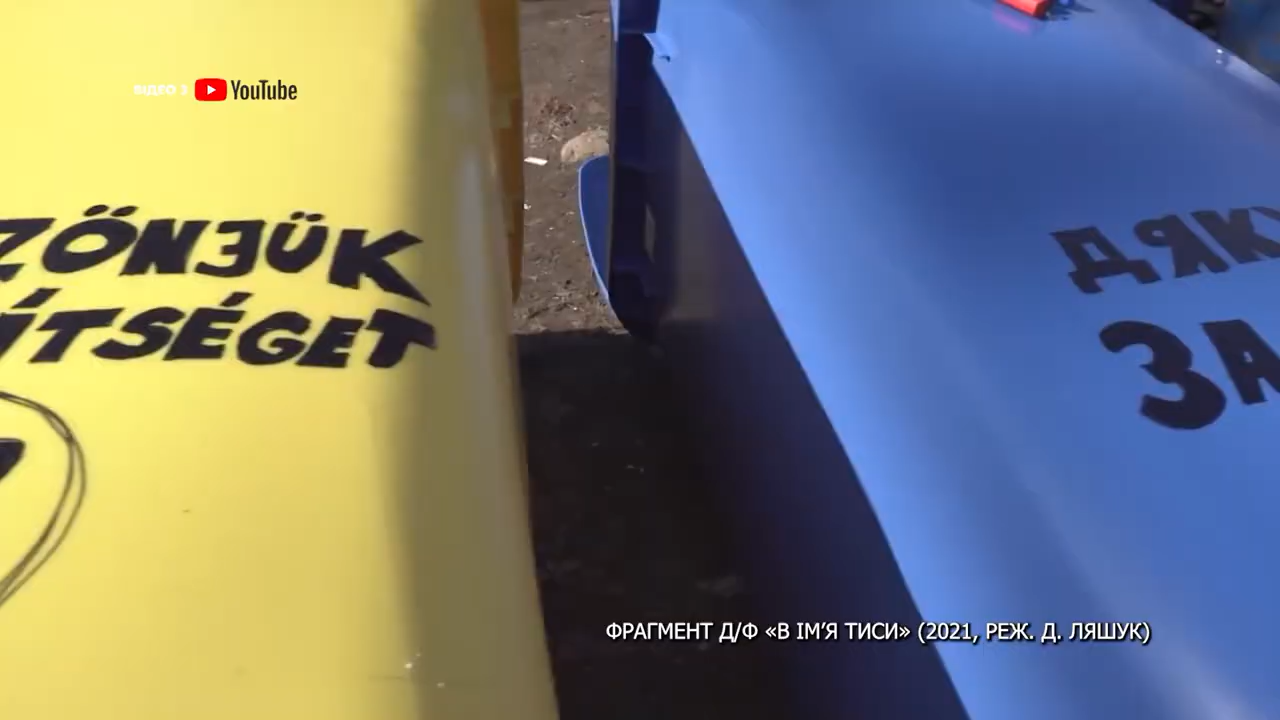 ВІДЕО З YouTube
ZÖNJÜK
ÍTSÉGET
ДЯК
ЗА
ФРАГМЕНТ Д/Ф «В ІМ’Я ТИСИ» (2021, РЕЖ. Д. ЛЯШУК)